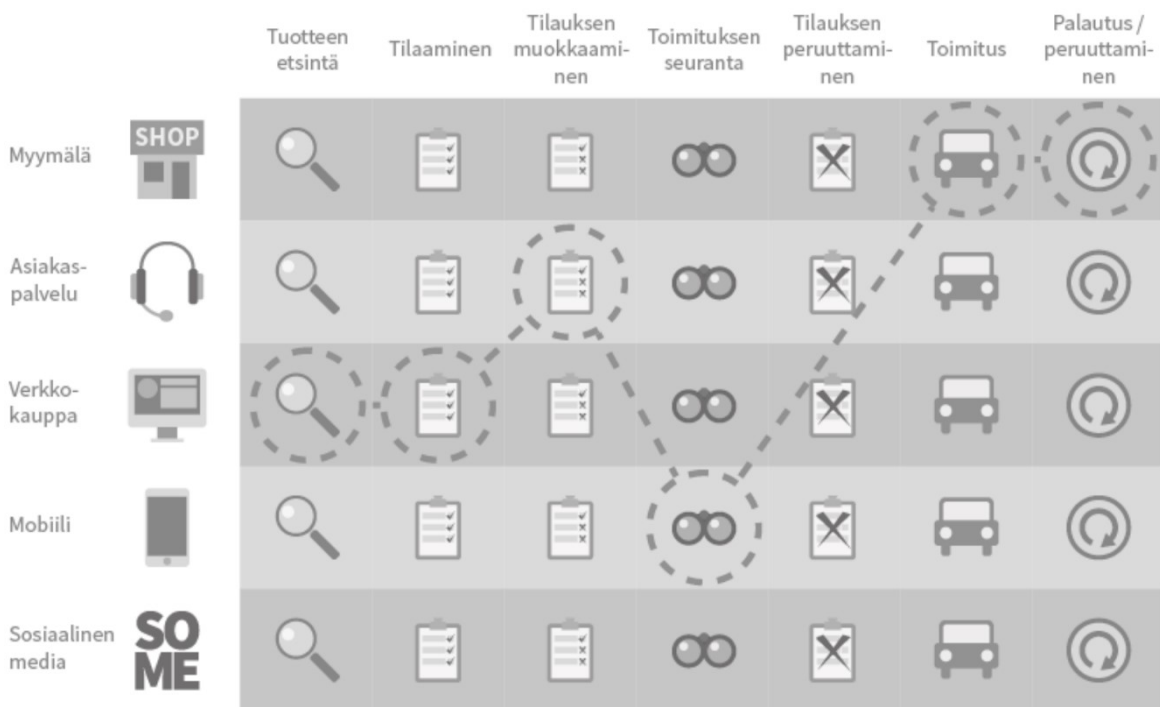 Tuotteen
etsintä
Tilaaminen
Tilauksen
muokkaami-
nen
Toimituksen
seuranta
Tilauksen
peruuttami-
nen
Toimitus
Palautus /
peruuttami-
nen
Myymälä
SHOP
Asiakas-
palvelu
Verkko-
kauppa
Mobiili
Sosiaalinen
media
SO
ME